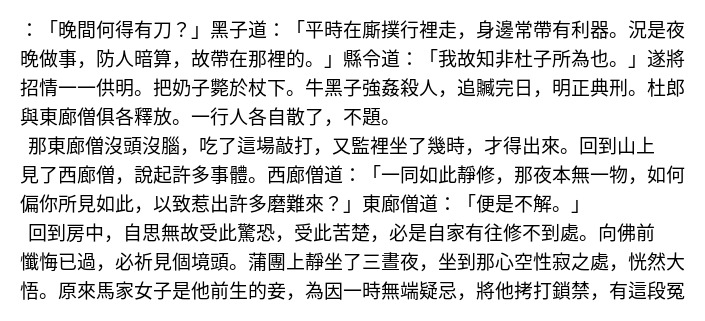 ：「晚間何得有刀？」黑子道：「平時在廝撲行裡走，身邊常帶有利器。況是夜
晚做事，防人暗算，故帶在那裡的。」縣令道：「我故知非杜子所為也。」遂將
招情一一供明。把奶子斃於杖下。牛黑子強姦殺人，追贓完日，明正典刑。杜郎
與東廊僧俱各釋放。一行人各自散了，不題。
那東廊僧沒頭沒腦，吃了這場敲打，又監裡坐了幾時，才得出來。回到山上
見了西廊僧，說起許多事體。西廊僧道：「一同如此靜修，那夜本無一物，如何
偏你所見如此，以致惹出許多磨難來？」東廊僧道：「便是不解。」
回到房中，自思無故受此驚恐，受此苦楚，必是自家有往修不到處。向佛前
懺悔已過，必祈見個境頭。蒲團上靜坐了三晝夜，坐到那心空性寂之處，恍然大
悟。原來馬家女子是他前生的妾，為因一時無端疑忌，將他拷打鎖禁，有這段冤